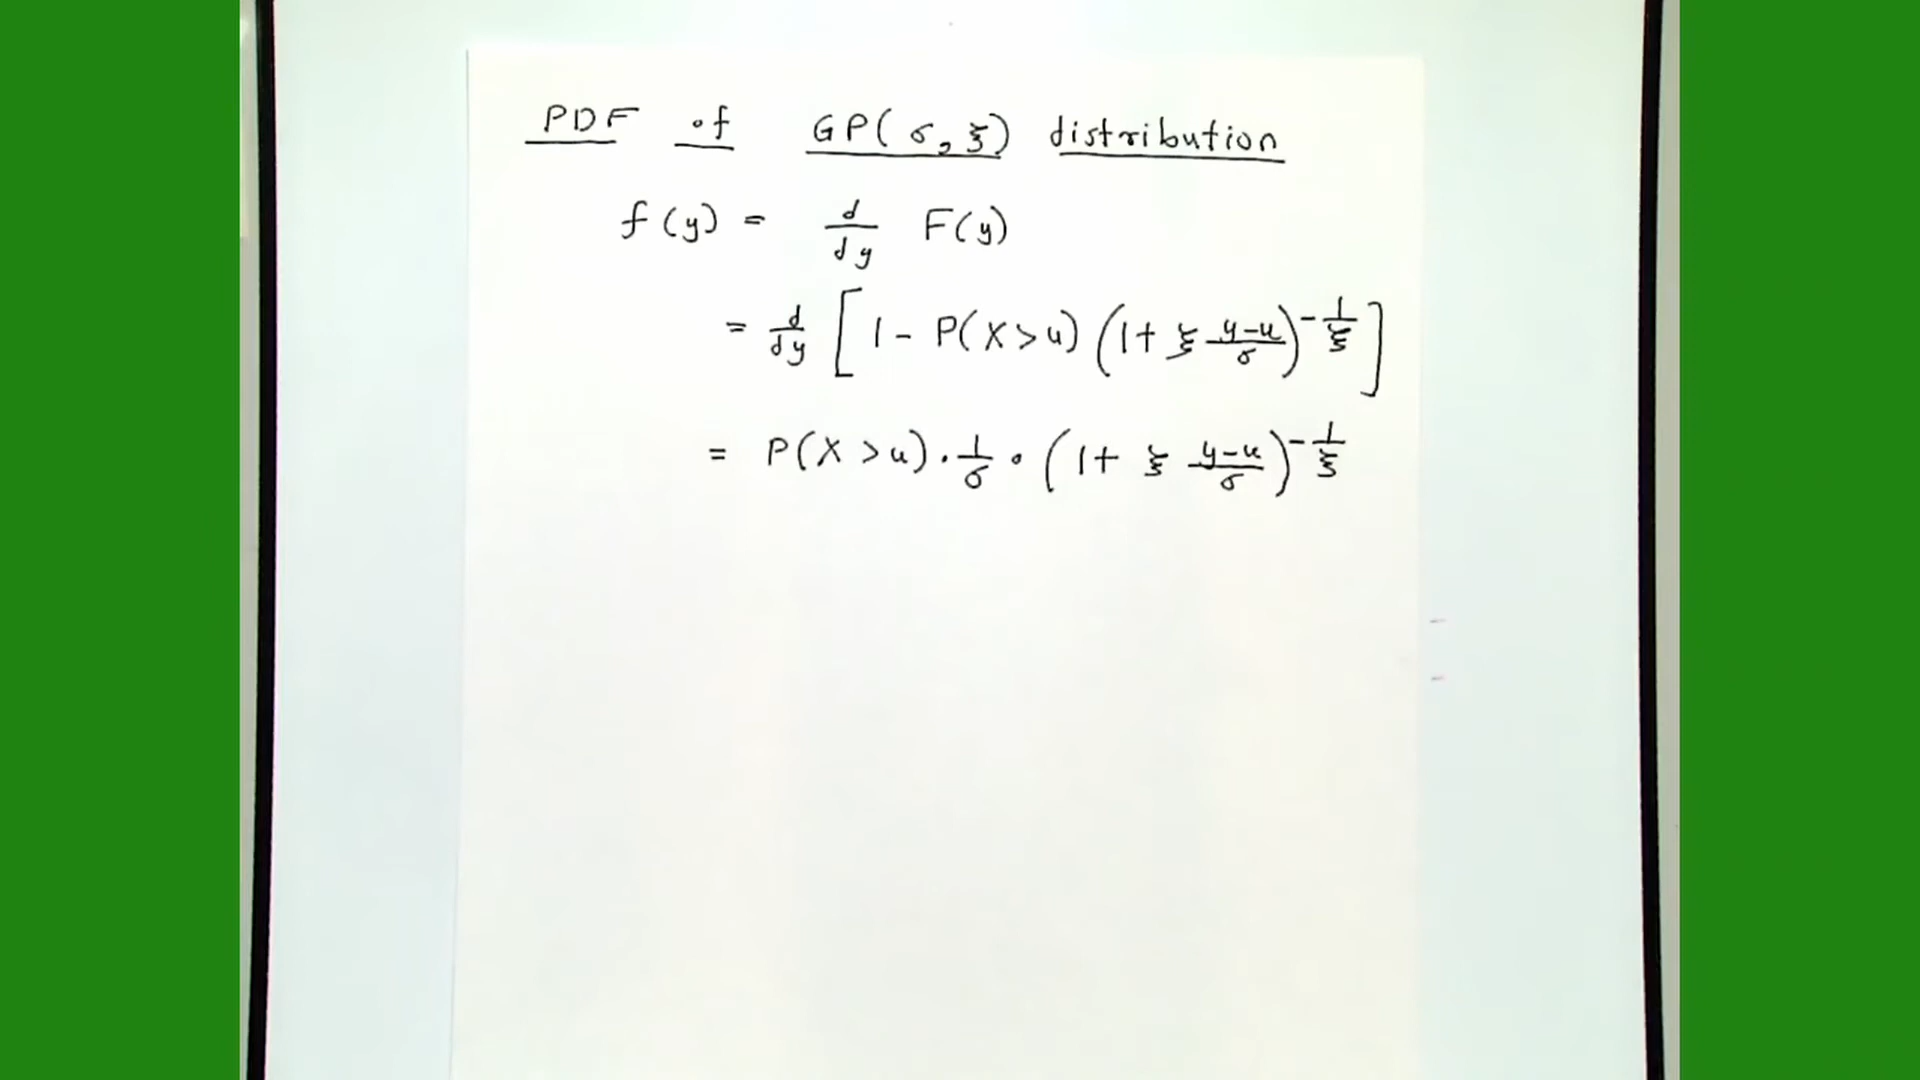 PDF of GP(σ, ξ) distribution
f(y) = d/dy F(y)
= d/dy [1 - P(X > u) (1 + ξ (y-u)/σ)^(-1/ξ)]
= P(X > u) · 1/σ · (1 + ξ (y-u)/σ)^(-1/ξ)